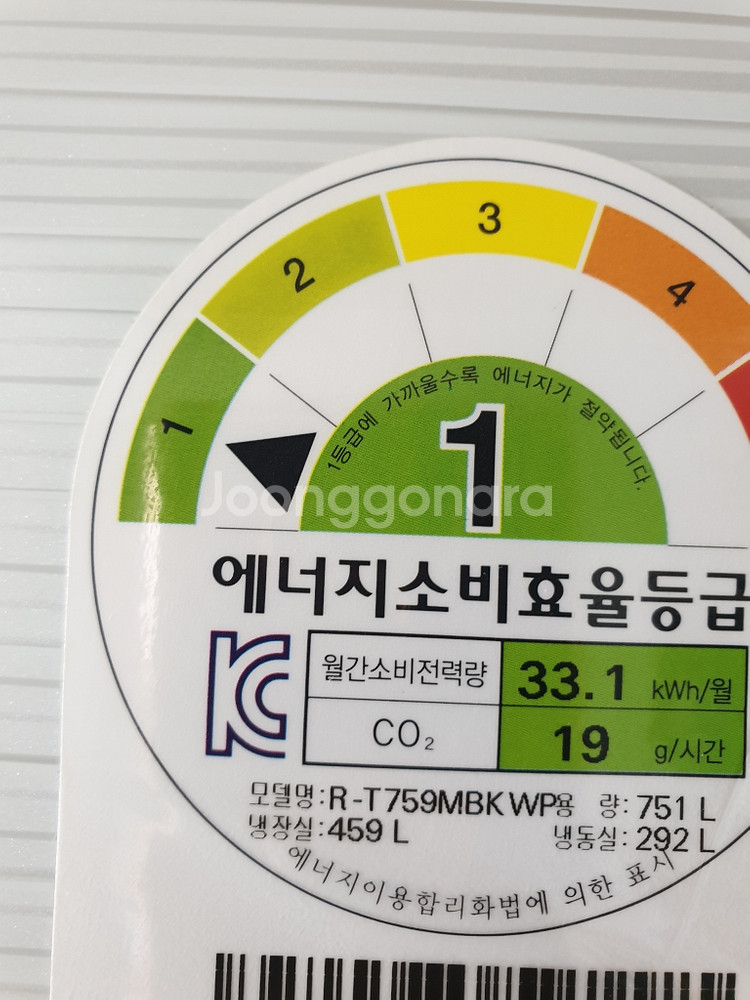 3
2
4
1
1등급에 가까울수록 에너지가 절약됩니다.
1
Joonggonara
에너지소비효율등급
KC
월간소비전력량 33.1 kWh/월
CO₂ 19 g/시간
모델명:R-T759MBKWP용 량:751 L
냉장실:459 L 냉동실:292 L
에너지이용합리화법에 의한 표시